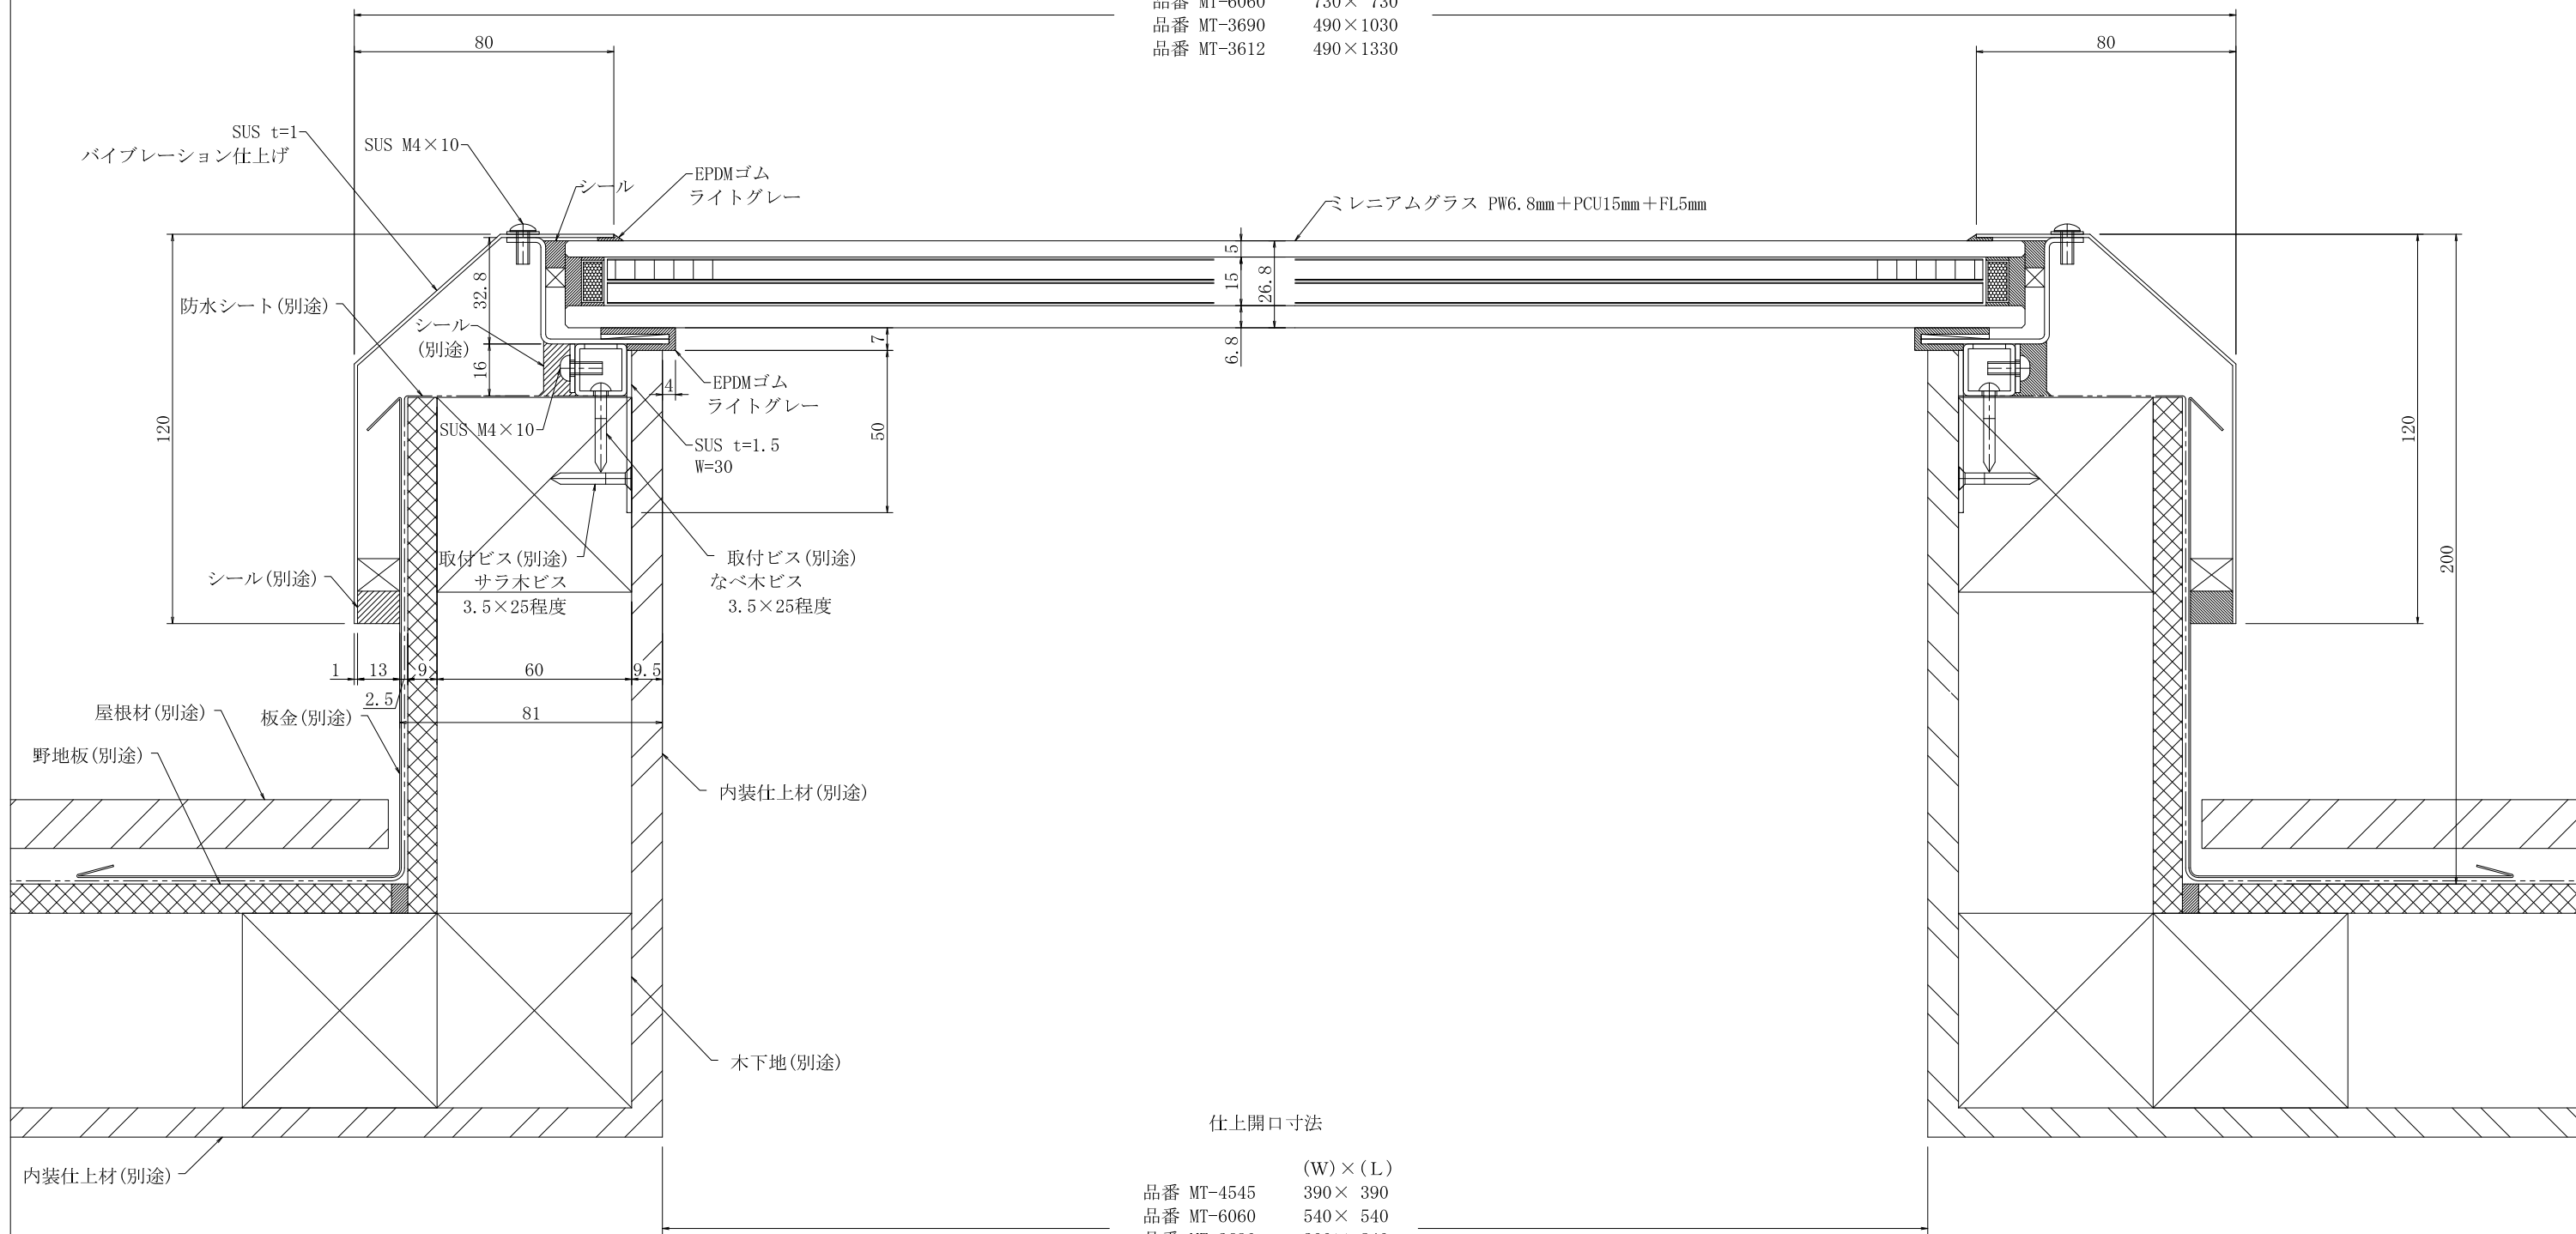 品番 MT-6060 730× 730
品番 MT-3690 490×1030
品番 MT-3612 490×1330
80
80
SUS t=1
バイブレーション仕上げ
SUS M4×10
シール
EPDMゴム
ライトグレー
ミレニアムグラス PW6.8mm＋PCU15mm＋FL5mm
防水シート(別途)
シール
(別途)
32.8
16
5
15
26.8
6.8
7
4
50
120
EPDMゴム
ライトグレー
SUS M4×10
SUS t=1.5
W=30
120
200
取付ビス(別途)
サラ木ビス
3.5×25程度
取付ビス(別途)
なべ木ビス
3.5×25程度
シール(別途)
1
13
9
60
9.5
2.5
81
屋根材(別途)
板金(別途)
野地板(別途)
内装仕上材(別途)
木下地(別途)
内装仕上材(別途)
仕上開口寸法
(W)×(L)
品番 MT-4545 390× 390
品番 MT-6060 540× 540